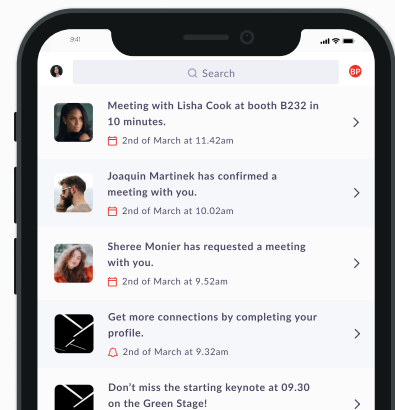 9:41
Search
BP
Meeting with Lisha Cook at booth B232 in
10 minutes.
2nd of March at 11.42am
Joaquin Martinek has confirmed a
meeting with you.
2nd of March at 10.02am
Sheree Monier has requested a meeting
with you.
2nd of March at 9.52am
Get more connections by completing your
profile.
2nd of March at 9.32am
Don’t miss the starting keynote at 09.30
on the Green Stage!